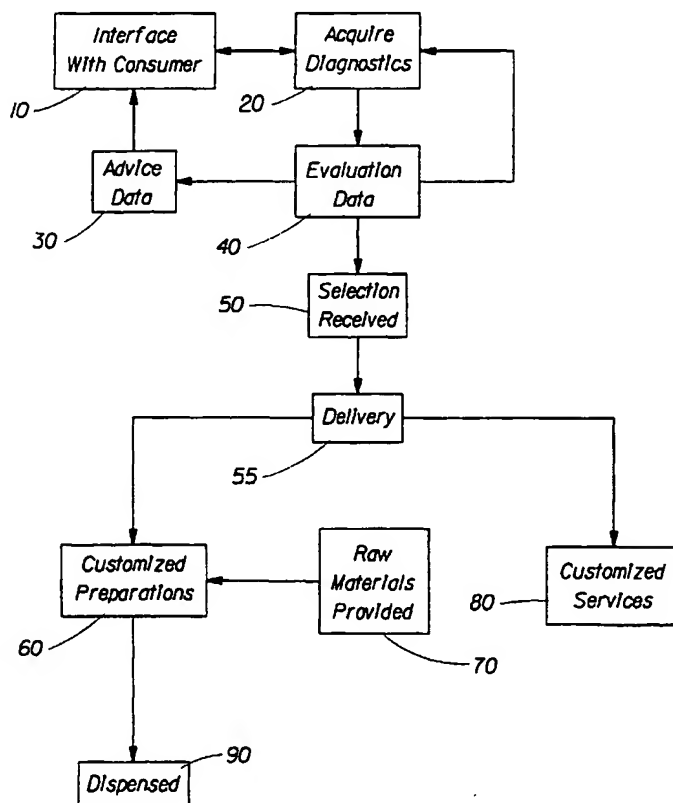 Interface
With Consumer
10
Acquire
Diagnostics
20
Advice
Data
30
Evaluation
Data
40
Selection
Received
50
Delivery
55
Customized
Preparations
60
Raw
Materials
Provided
70
Customized
Services
80
Dispensed
90